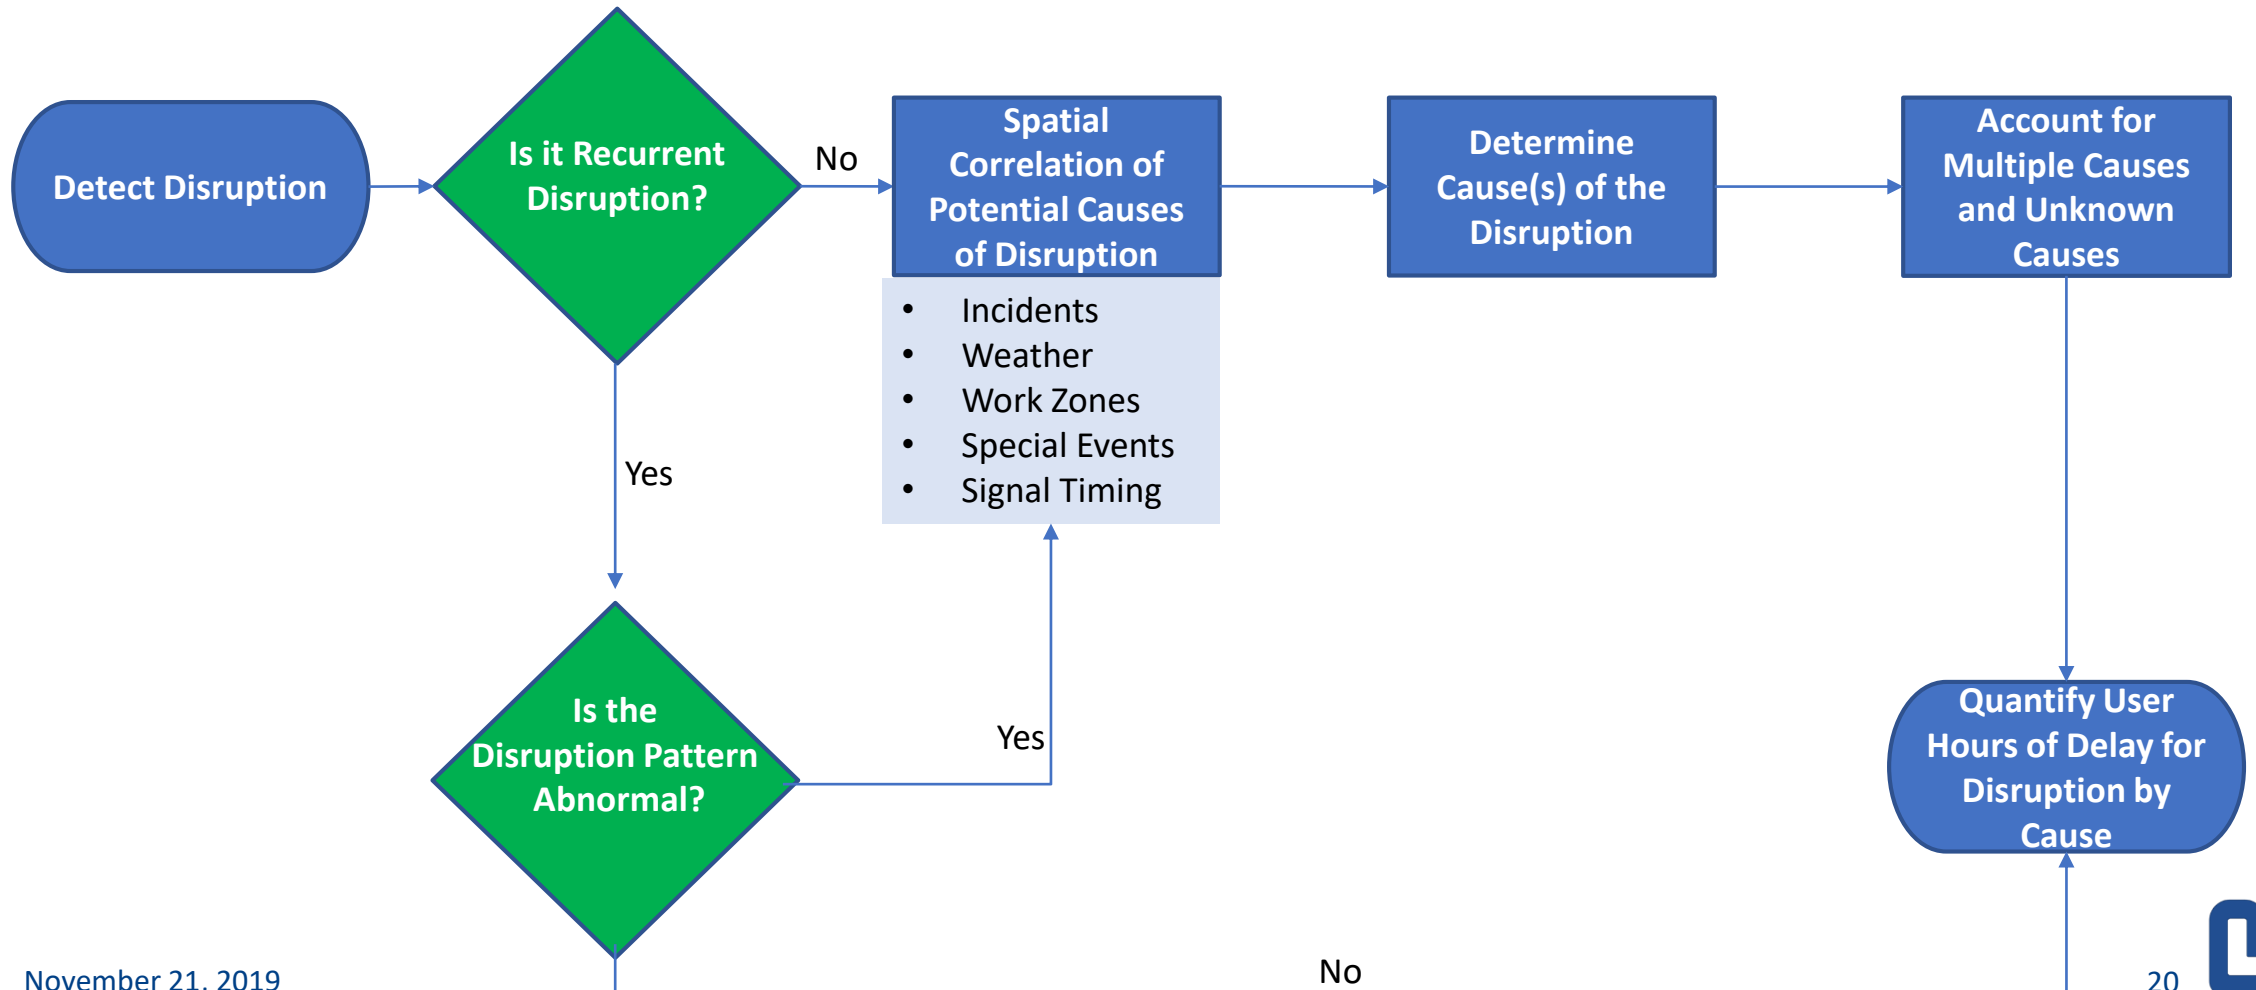 Detect Disruption
Is it Recurrent
Disruption?
No
Spatial
Correlation of
Potential Causes
of Disruption
• Incidents
• Weather
• Work Zones
• Special Events
• Signal Timing
Determine
Cause(s) of the
Disruption
Account for
Multiple Causes
and Unknown
Causes
Yes
Is the
Disruption Pattern
Abnormal?
Yes
Quantify User
Hours of Delay for
Disruption by
Cause
No
November 21, 2019
20